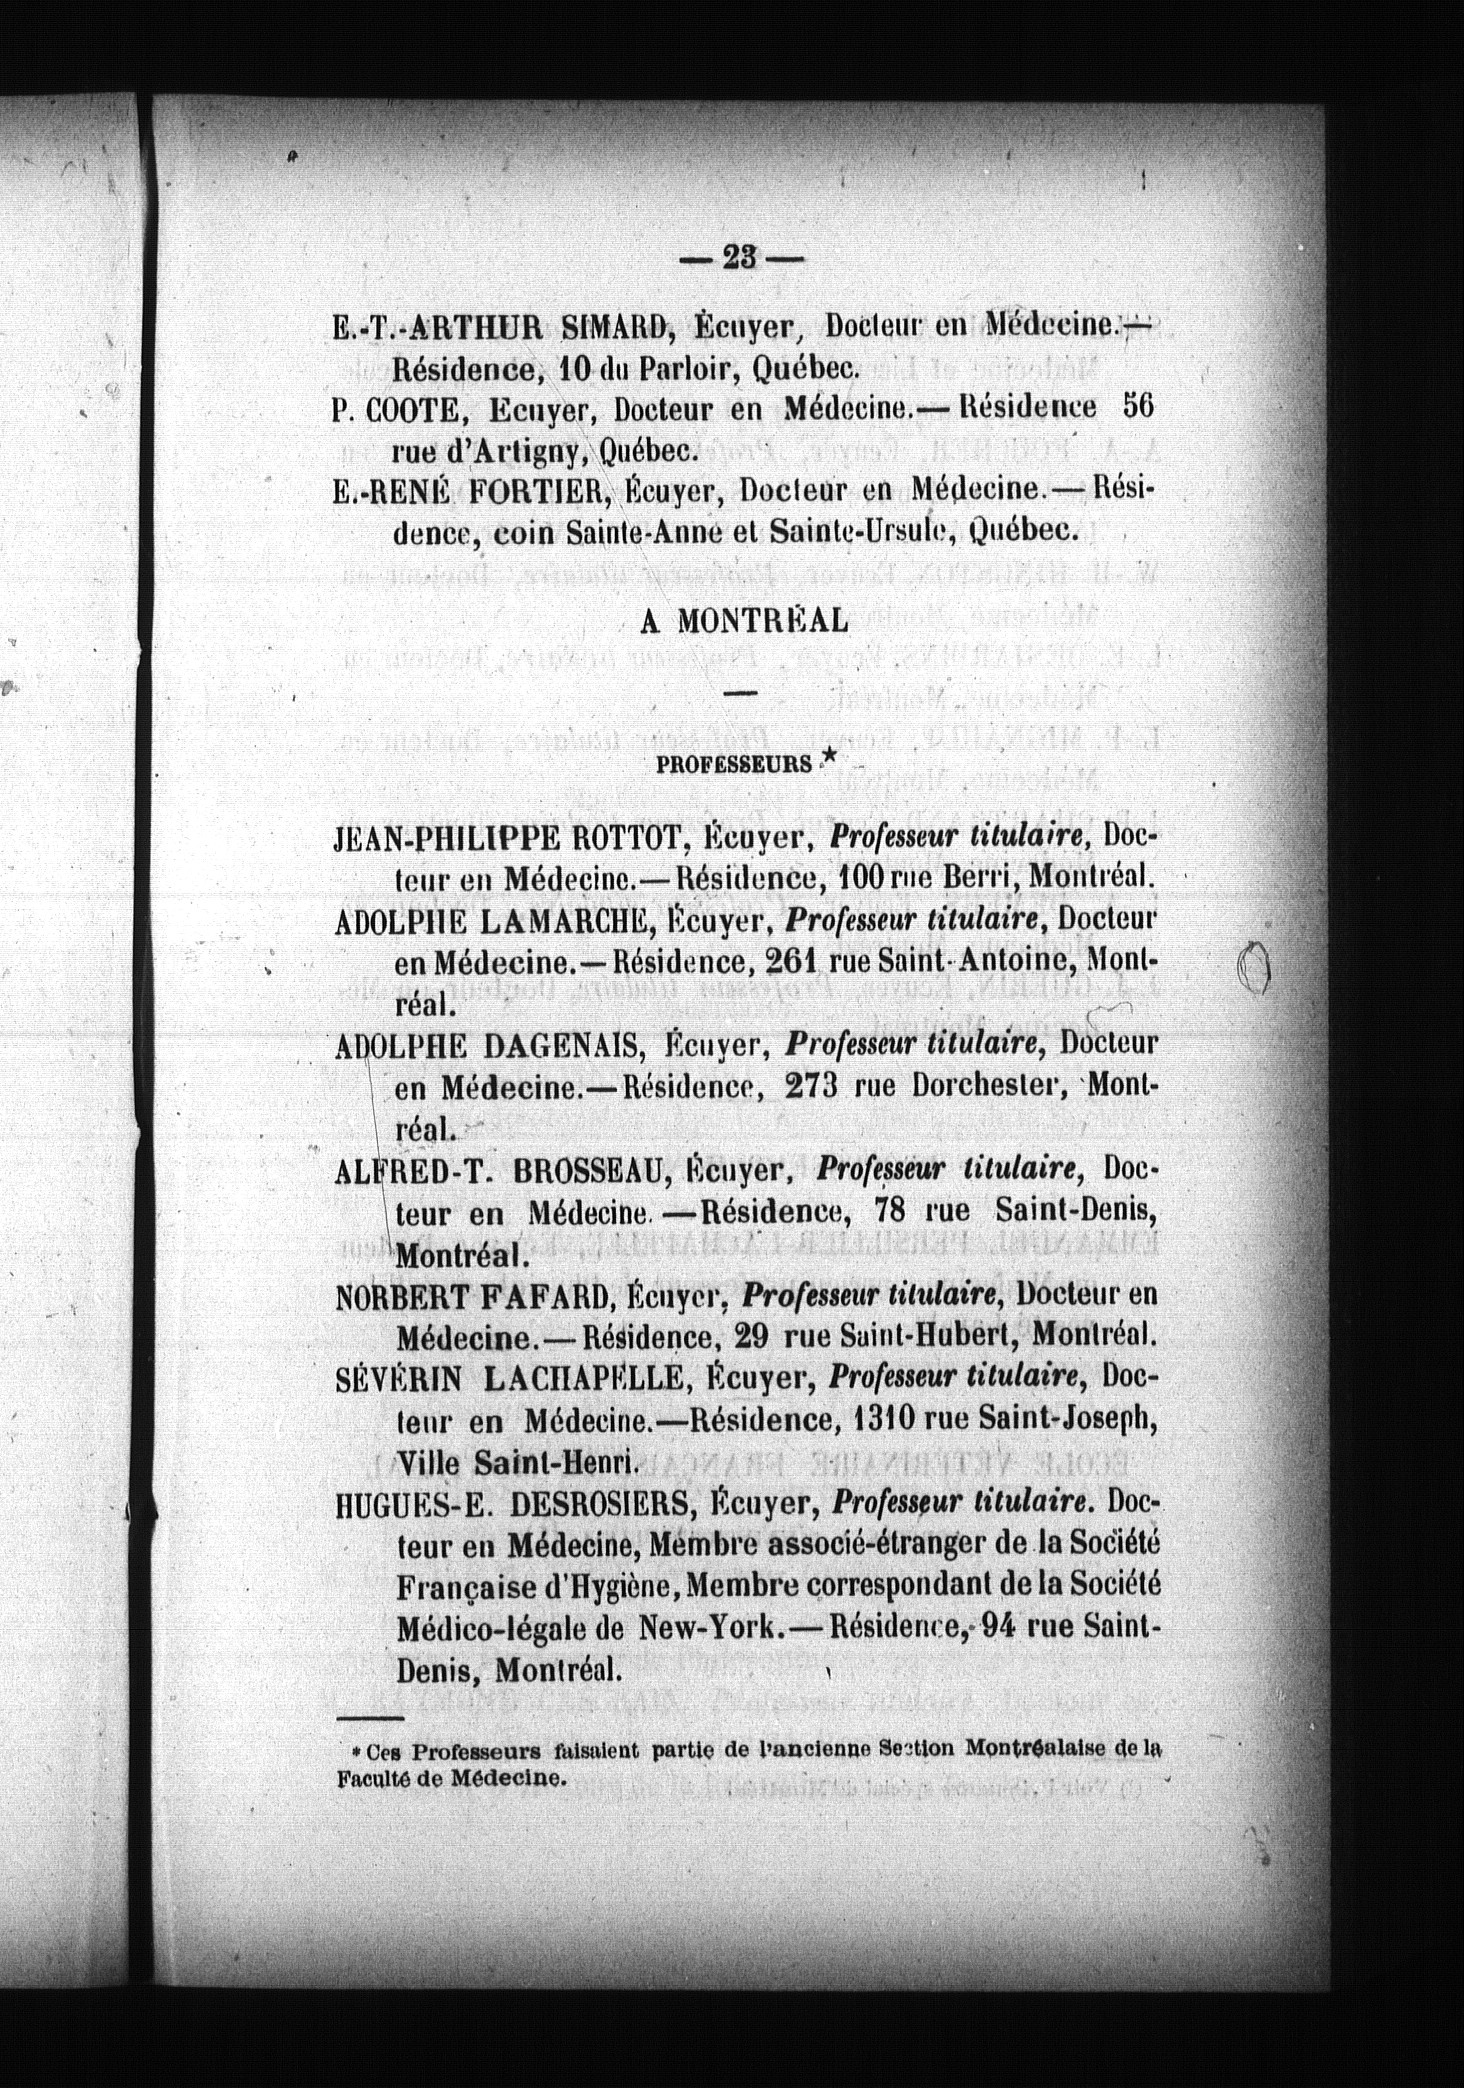 — 23 —
E.-T.-ARTHUR SIMARD, Écuyer, Docteur en Médecine.—
Résidence, 10 du Parloir, Québec.
P. COOTE, Ecuyer, Docteur en Médecine.— Résidence 56
rue d'Artigny, Québec.
E.-RENÉ FORTIER, Écuyer, Docteur en Médecine.— Rési-
dence, coin Sainte-Anne et Sainte-Ursule, Québec.
A MONTRÉAL
—
PROFESSEURS *
JEAN-PHILIPPE ROTTOT, Écuyer, Professeur titulaire, Doc-
teur en Médecine.— Résidence, 100 rue Berri, Montréal.
ADOLPHE LAMARCHE, Écuyer, Professeur titulaire, Docteur
en Médecine.— Résidence, 261 rue Saint-Antoine, Mont-
réal.
ADOLPHE DAGENAIS, Écuyer, Professeur titulaire, Docteur
en Médecine.— Résidence, 273 rue Dorchester, Mont-
réal.
ALFRED-T. BROSSEAU, Écuyer, Professeur titulaire, Doc-
teur en Médecine. — Résidence, 78 rue Saint-Denis,
Montréal.
NORBERT FAFARD, Écuyer, Professeur titulaire, Docteur en
Médecine.— Résidence, 29 rue Saint-Hubert, Montréal.
SÉVÉRIN LACHAPELLE, Écuyer, Professeur titulaire, Doc-
teur en Médecine.—Résidence, 1310 rue Saint-Joseph,
Ville Saint-Henri.
HUGUES-E. DESROSIERS, Écuyer, Professeur titulaire. Doc-
teur en Médecine, Membre associé-étranger de la Société
Française d'Hygiène, Membre correspondant de la Société
Médico-légale de New-York.— Résidence, 94 rue Saint-
Denis, Montréal.
* Ces Professeurs faisaient partie de l'ancienne Section Montréalaise de la
Faculté de Médecine.